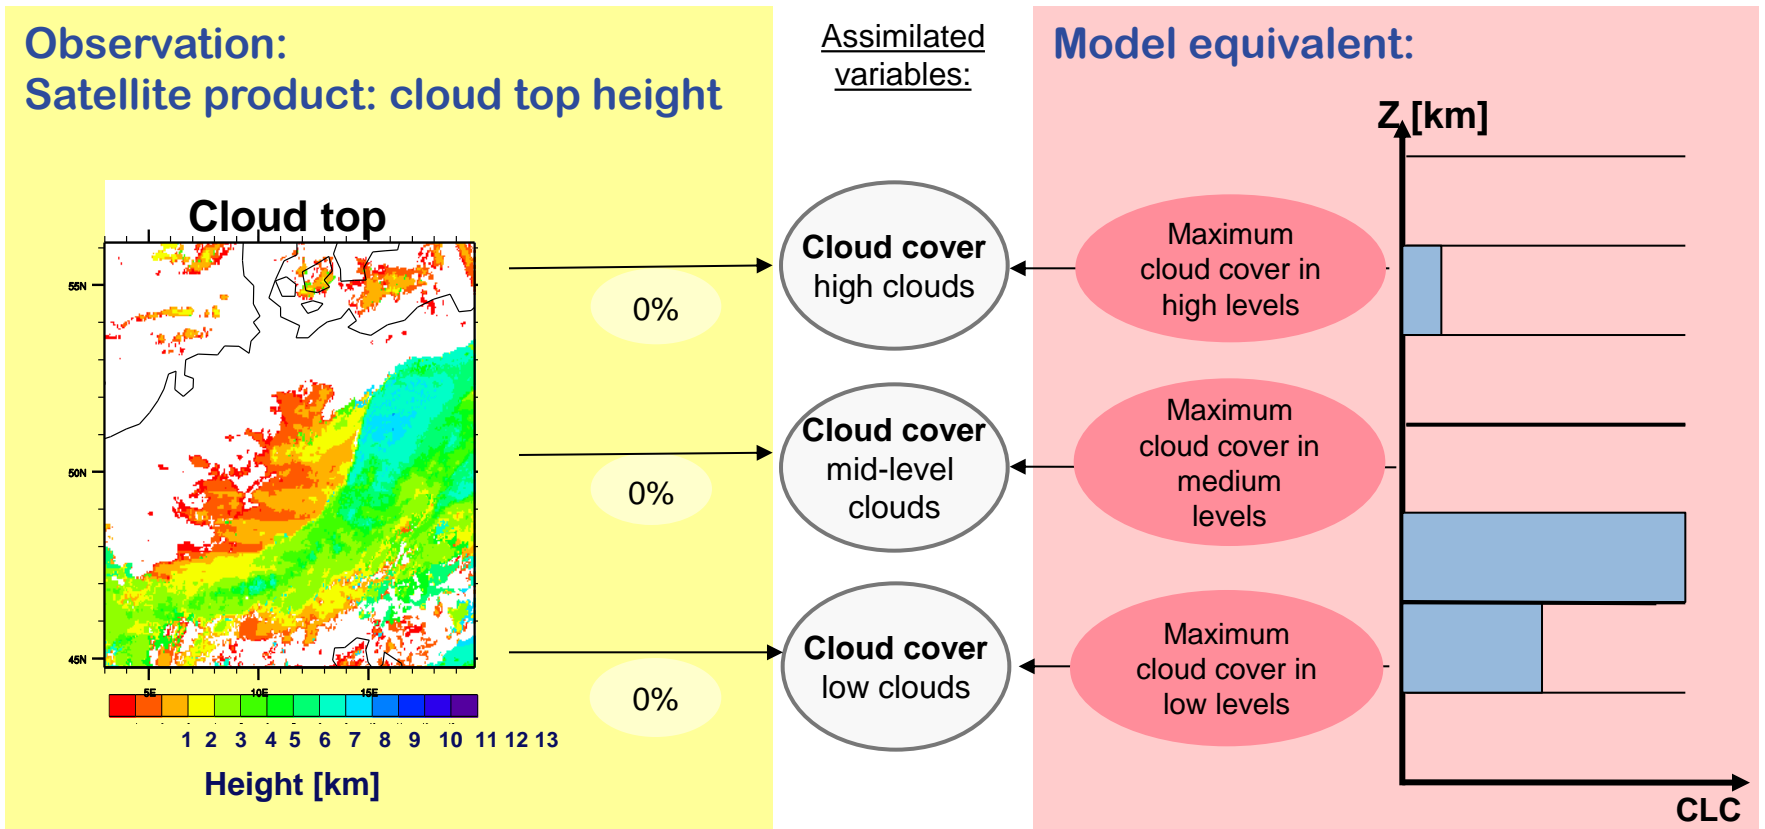 Observation:
Satellite product: cloud top height
Cloud top
55N
50N
45N
5E 10E 15E
1 2 3 4 5 6 7 8 9 10 11 12 13
Height [km]
0%
0%
0%
Assimilated
variables:
Cloud cover
high clouds
Cloud cover
mid-level
clouds
Cloud cover
low clouds
Model equivalent:
Maximum
cloud cover in
high levels
Maximum
cloud cover in
medium
levels
Maximum
cloud cover in
low levels
Z [km]
CLC